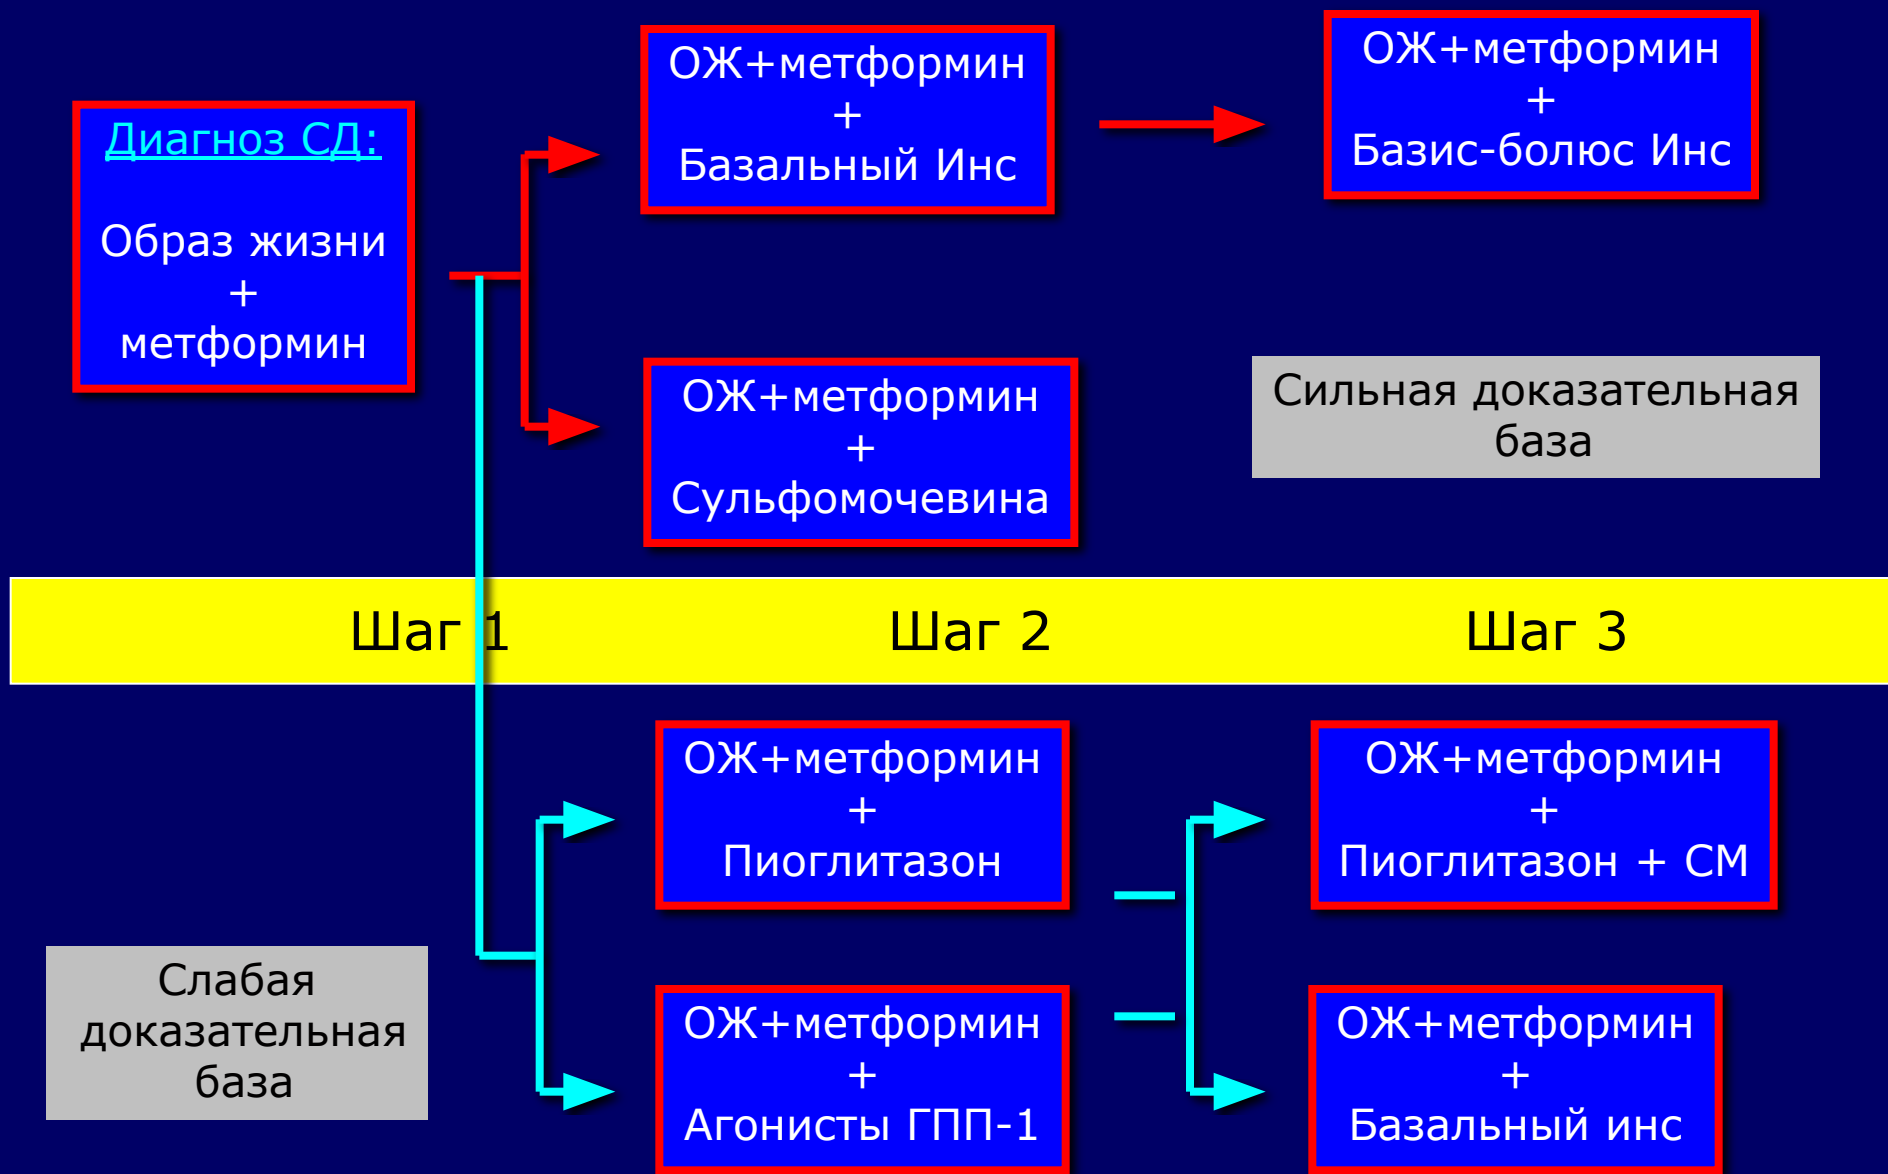 Диагноз СД:
Образ жизни
+
метформин
ОЖ+метформин
+
Базальный Инс
ОЖ+метформин
+
Базис-болюс Инс
ОЖ+метформин
+
Сульфомочевина
Сильная доказательная
база
Шаг 1
Шаг 2
Шаг 3
ОЖ+метформин
+
Пиоглитазон
ОЖ+метформин
+
Пиоглитазон + СМ
Слабая
доказательная
база
ОЖ+метформин
+
Агонисты ГПП-1
ОЖ+метформин
+
Базальный инс